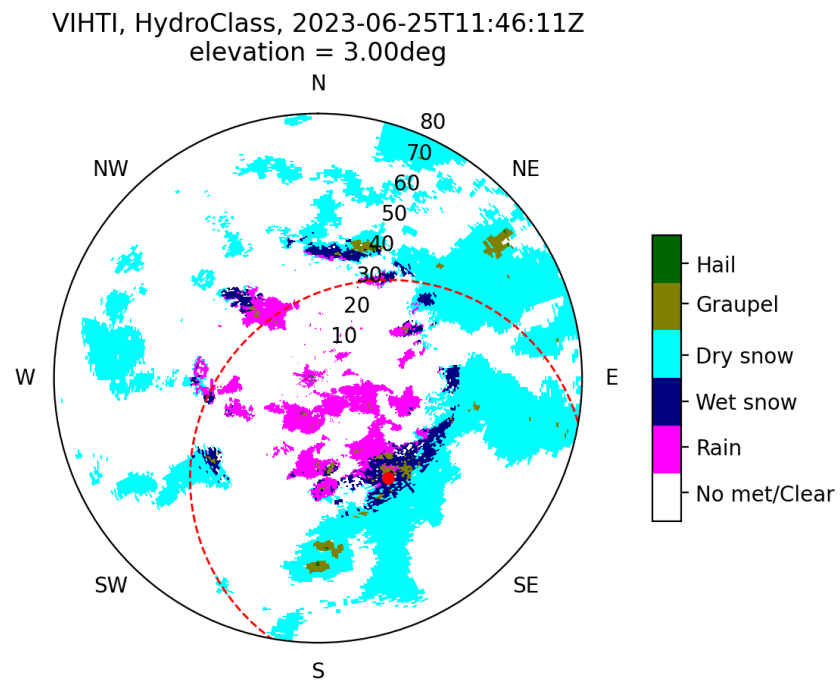 VIHTI, HydroClass, 2023-06-25T11:46:11Z
elevation = 3.00deg
N
80
NW
70
NE
60
50
40
30
20
10
W
E
SW
SE
S
Hail
Graupel
Dry snow
Wet snow
Rain
No met/Clear